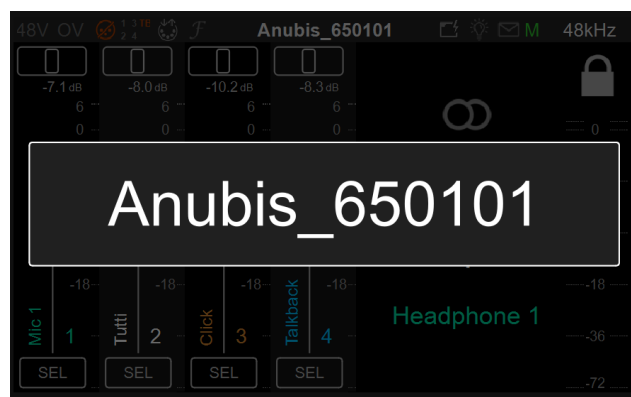 48V OV 1 3 TB 2 4 F Anubis_650101 M 48kHz
-7.1 dB -8.0 dB -10.2 dB -8.3 dB
6 6 6 6
0 0 0 0 0
Anubis_650101
-18 -18 -18 -18 -18
Mic 1 1 Tutti 2 Click 3 Talkback 4 Headphone 1
-36
SEL SEL SEL SEL
-72